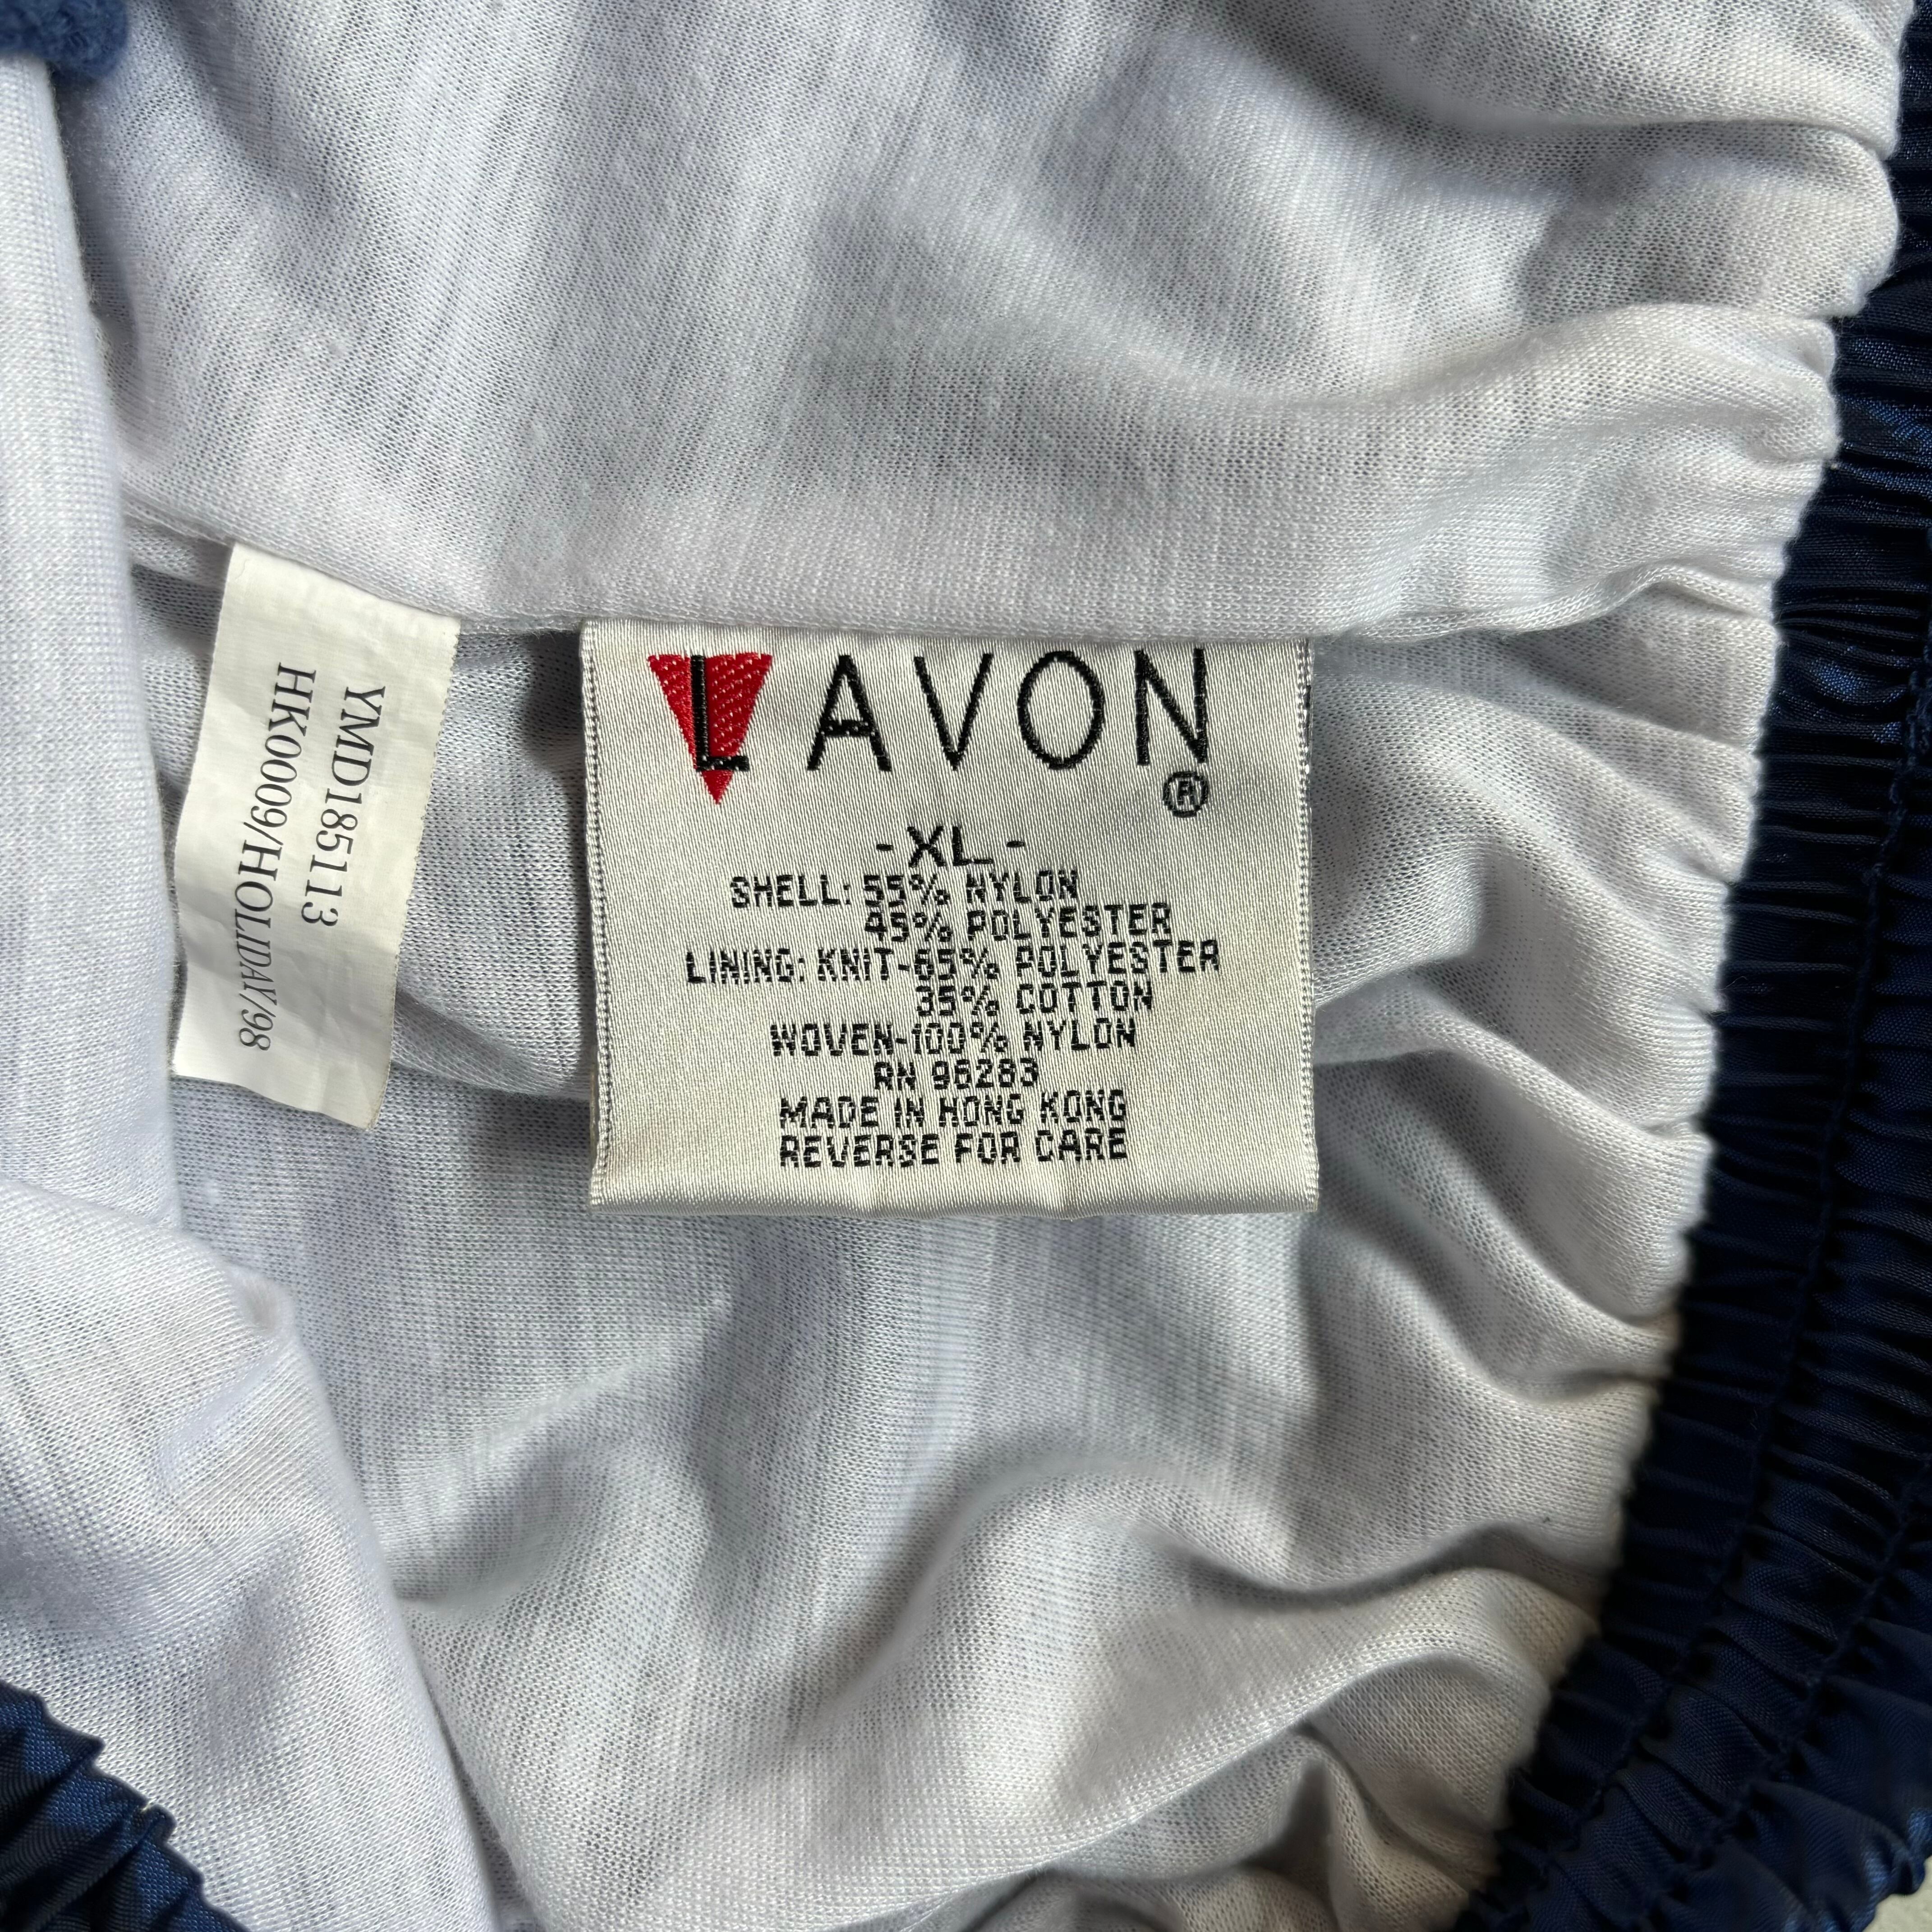 YMD185113
HK0009/HOLIDAY/98
LAVON
®
- XL -
SHELL: 55% NYLON
45% POLYESTER
LINING: KNIT-65% POLYESTER
35% COTTON
WOVEN-100% NYLON
RN 96283
MADE IN HONG KONG
REVERSE FOR CARE